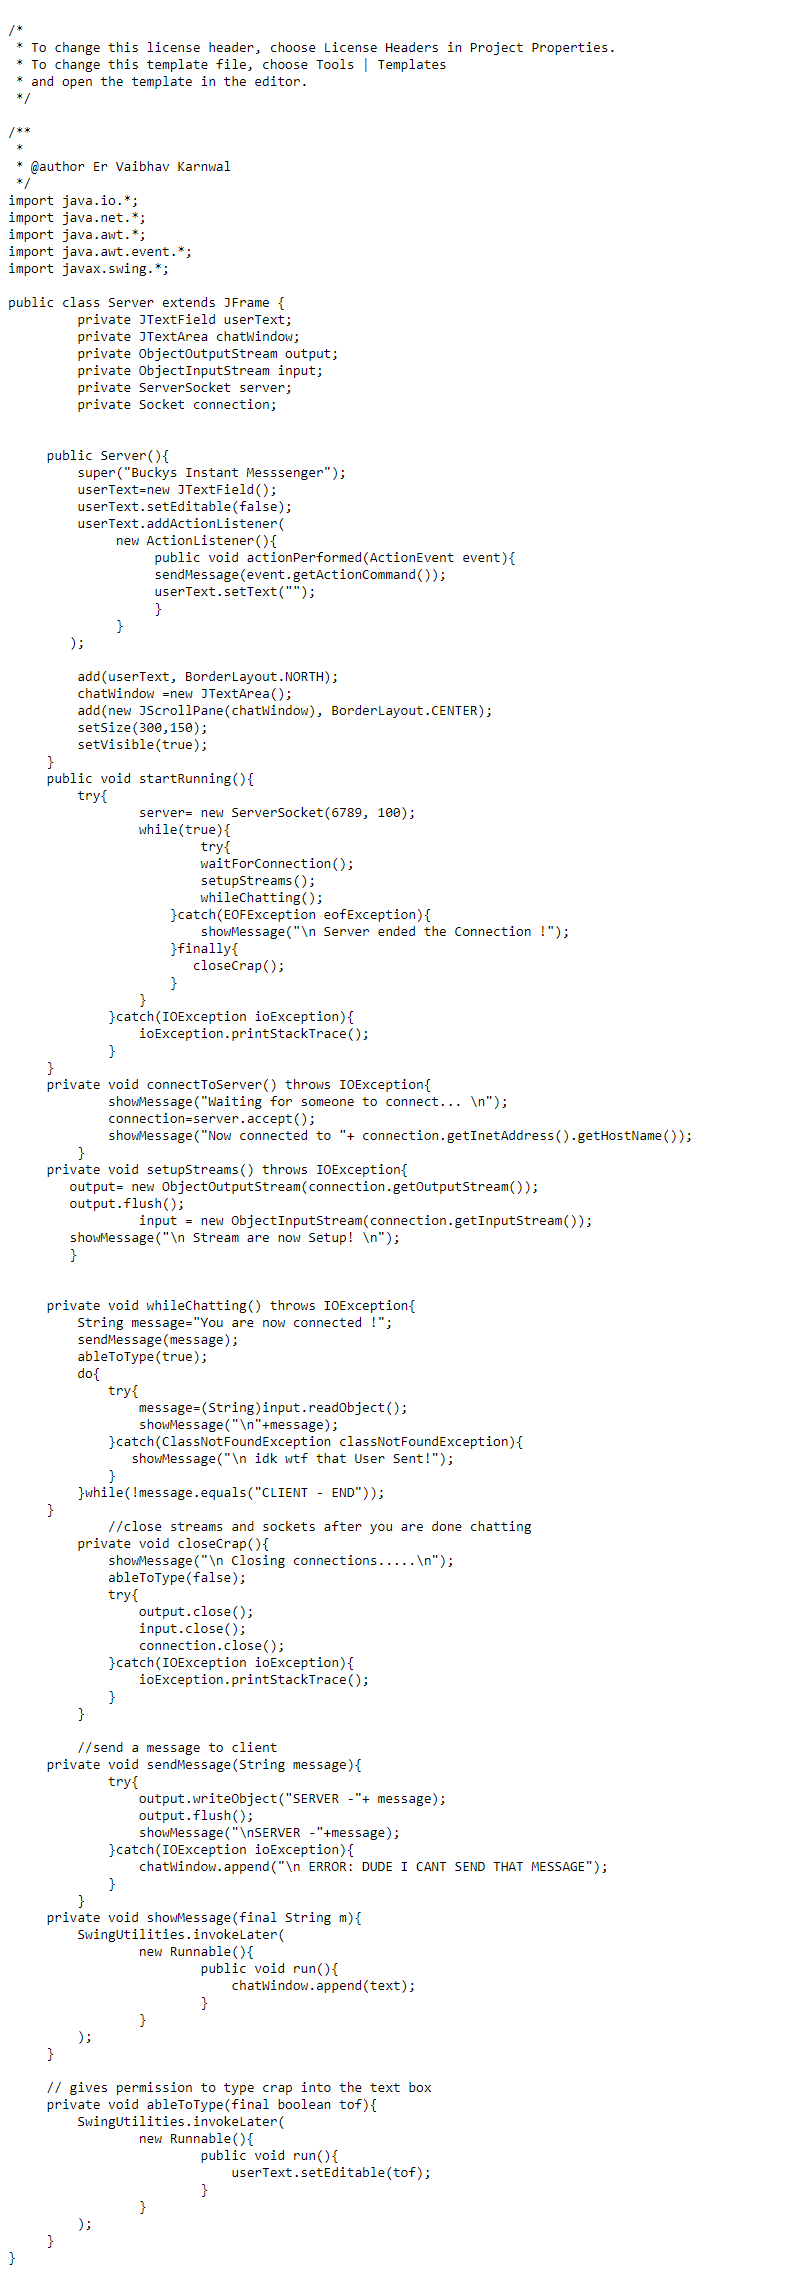 /*
 * To change this license header, choose License Headers in Project Properties.
 * To change this template file, choose Tools | Templates
 * and open the template in the editor.
 */

/**
 *
 * @author Er Vaibhav Karnwal
 */
import java.io.*;
import java.net.*;
import java.awt.*;
import java.awt.event.*;
import javax.swing.*;

public class Server extends JFrame {
         private JTextField userText;
         private JTextArea chatWindow;
         private ObjectOutputStream output;
         private ObjectInputStream input;
         private ServerSocket server;
         private Socket connection;


     public Server(){
         super("Buckys Instant Messsenger");
         userText=new JTextField();
         userText.setEditable(false);
         userText.addActionListener(
              new ActionListener(){
                   public void actionPerformed(ActionEvent event){
                   sendMessage(event.getActionCommand());
                   userText.setText("");
                   }
              }
        );

         add(userText, BorderLayout.NORTH);
         chatWindow =new JTextArea();
         add(new JScrollPane(chatWindow), BorderLayout.CENTER);
         setSize(300,150);
         setVisible(true);
     }
     public void startRunning(){
         try{
                 server= new ServerSocket(6789, 100);
                 while(true){
                         try{
                         waitForConnection();
                         setupStreams();
                         whileChatting();
                     }catch(EOFException eofException){
                         showMessage("\n Server ended the Connection !");
                     }finally{
                        closeCrap();
                     }
                 }
             }catch(IOException ioException){
                 ioException.printStackTrace();
             }
     }
     private void connectToServer() throws IOException{
             showMessage("Waiting for someone to connect... \n");
             connection=server.accept();
             showMessage("Now connected to "+ connection.getInetAddress().getHostName());
         }
     private void setupStreams() throws IOException{
        output= new ObjectOutputStream(connection.getOutputStream());
        output.flush();
                 input = new ObjectInputStream(connection.getInputStream());
        showMessage("\n Stream are now Setup! \n");
        }


     private void whileChatting() throws IOException{
         String message="You are now connected !";
         sendMessage(message);
         ableToType(true);
         do{
             try{
                 message=(String)input.readObject();
                 showMessage("\n"+message);
             }catch(ClassNotFoundException classNotFoundException){
                showMessage("\n idk wtf that User Sent!");
             }
         }while(!message.equals("CLIENT - END"));
     }
             //close streams and sockets after you are done chatting
         private void closeCrap(){
             showMessage("\n Closing connections.....\n");
             ableToType(false);
             try{
                 output.close();
                 input.close();
                 connection.close();
             }catch(IOException ioException){
                 ioException.printStackTrace();
             }
         }

         //send a message to client
     private void sendMessage(String message){
             try{
                 output.writeObject("SERVER -"+ message);
                 output.flush();
                 showMessage("\nSERVER -"+message);
             }catch(IOException ioException){
                 chatWindow.append("\n ERROR: DUDE I CANT SEND THAT MESSAGE");
             }
         }
     private void showMessage(final String m){
         SwingUtilities.invokeLater(
                 new Runnable(){
                         public void run(){
                             chatWindow.append(text);
                         }
                 }
         );
     }

     // gives permission to type crap into the text box
     private void ableToType(final boolean tof){
         SwingUtilities.invokeLater(
                 new Runnable(){
                         public void run(){
                             userText.setEditable(tof);
                         }
                 }
         );
     }
}